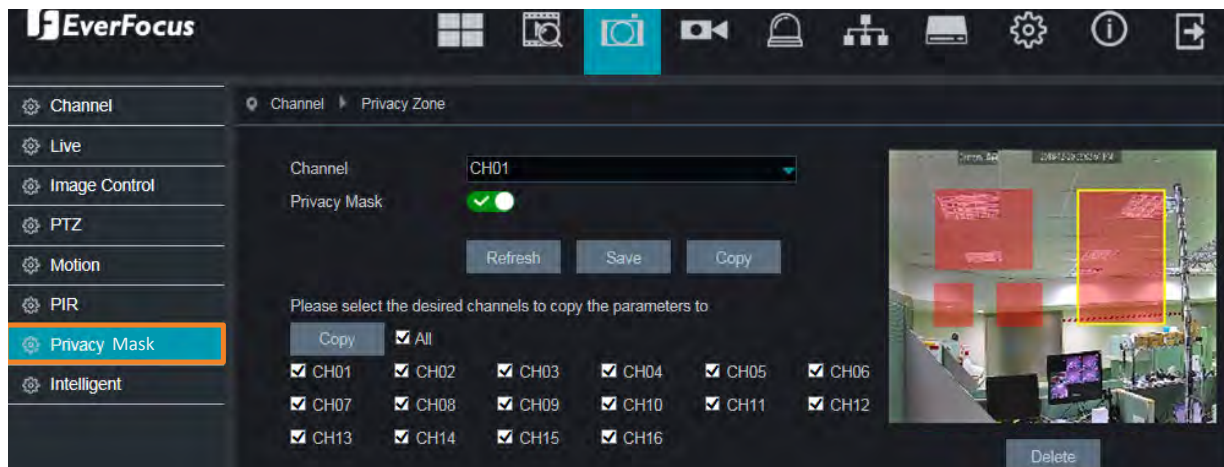 EverFocus
Channel
Live
Image Control
PTZ
Motion
PIR
Privacy Mask
Intelligent
Channel Privacy Zone
Channel CH01
Privacy Mask
Refresh Save Copy
Please select the desired channels to copy the parameters to
Copy All
CH01 CH02 CH03 CH04 CH05 CH06
CH07 CH08 CH09 CH10 CH11 CH12
CH13 CH14 CH15 CH16
Delete